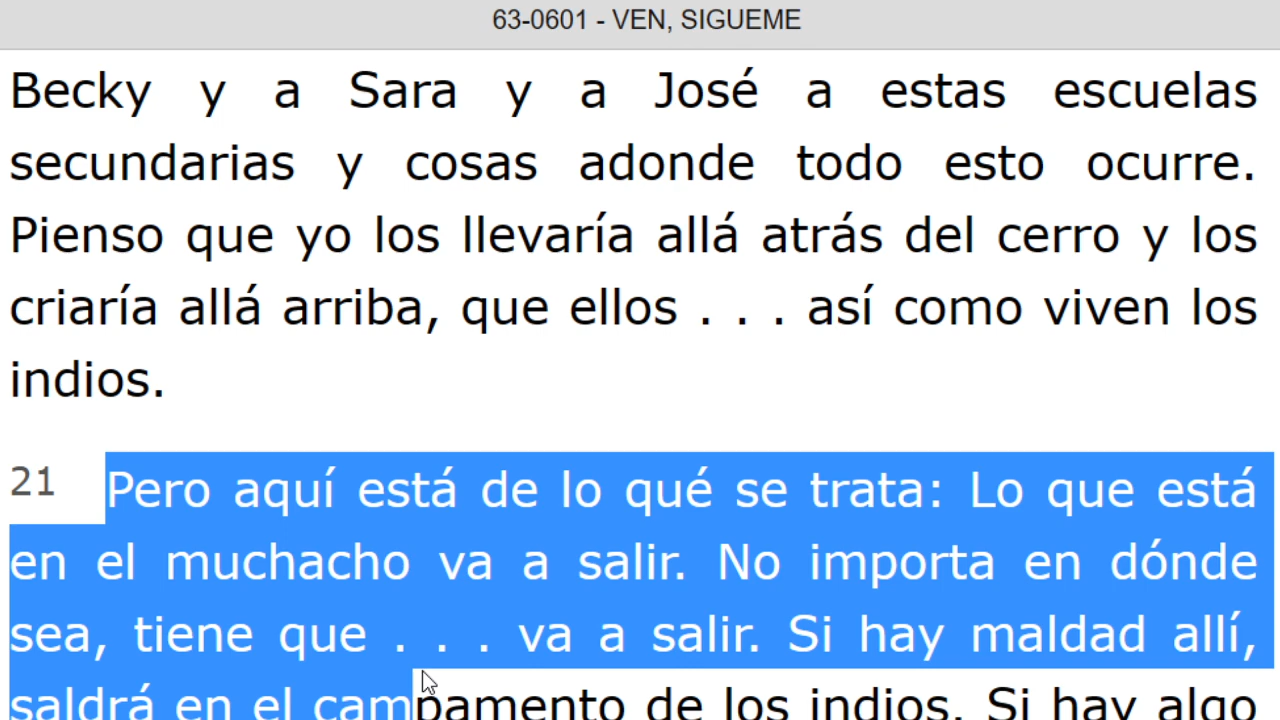 63-0601 - VEN, SIGUEME
Becky y a Sara y a José a estas escuelas
secundarias y cosas adonde todo esto ocurre.
Pienso que yo los llevaría allá atrás del cerro y los
criaría allá arriba, que ellos . . . así como viven los
indios.
21 Pero aquí está de lo qué se trata: Lo que está
en el muchacho va a salir. No importa en dónde
sea, tiene que . . . va a salir. Si hay maldad allí,
saldrá en el campamento de los indios. Si hay algo